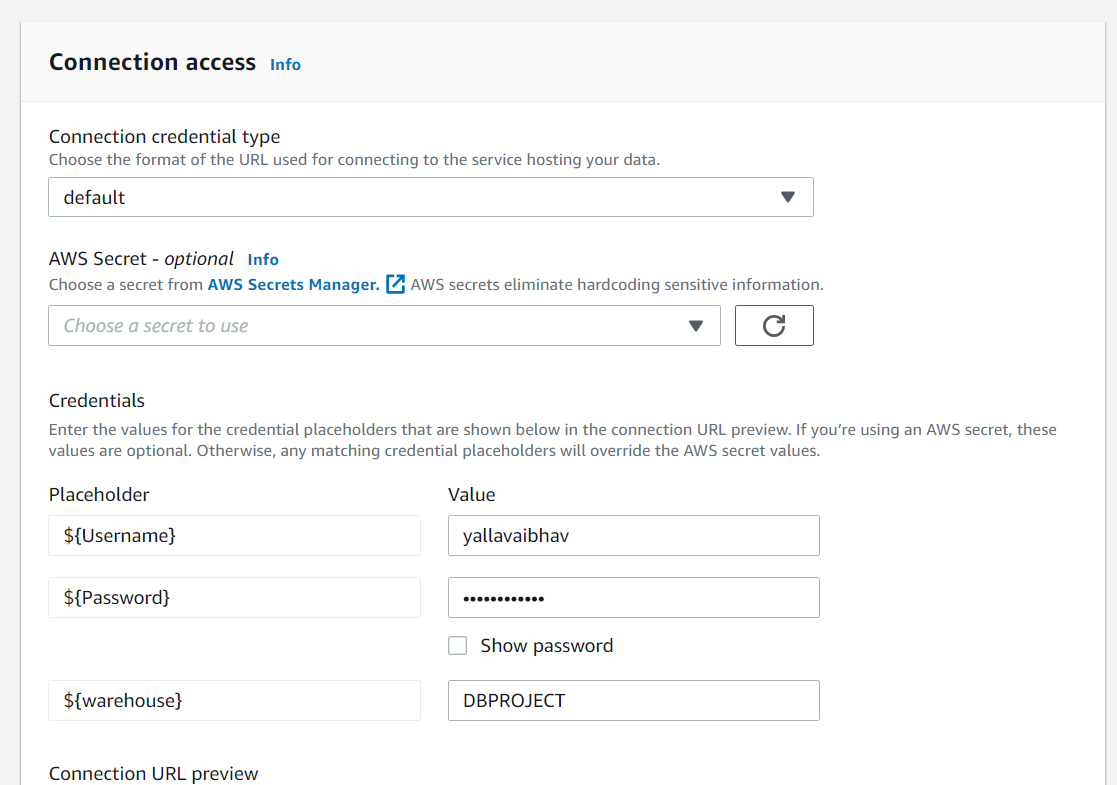 Connection access Info
Connection credential type
Choose the format of the URL used for connecting to the service hosting your data.
default
AWS Secret - optional Info
Choose a secret from AWS Secrets Manager. AWS secrets eliminate hardcoding sensitive information.
Choose a secret to use
Credentials
Enter the values for the credential placeholders that are shown below in the connection URL preview. If you’re using an AWS secret, these
values are optional. Otherwise, any matching credential placeholders will override the AWS secret values.
Placeholder Value
${Username} yallavaibhav
${Password} ••••••••••••
Show password
${warehouse} DBPROJECT
Connection URL preview